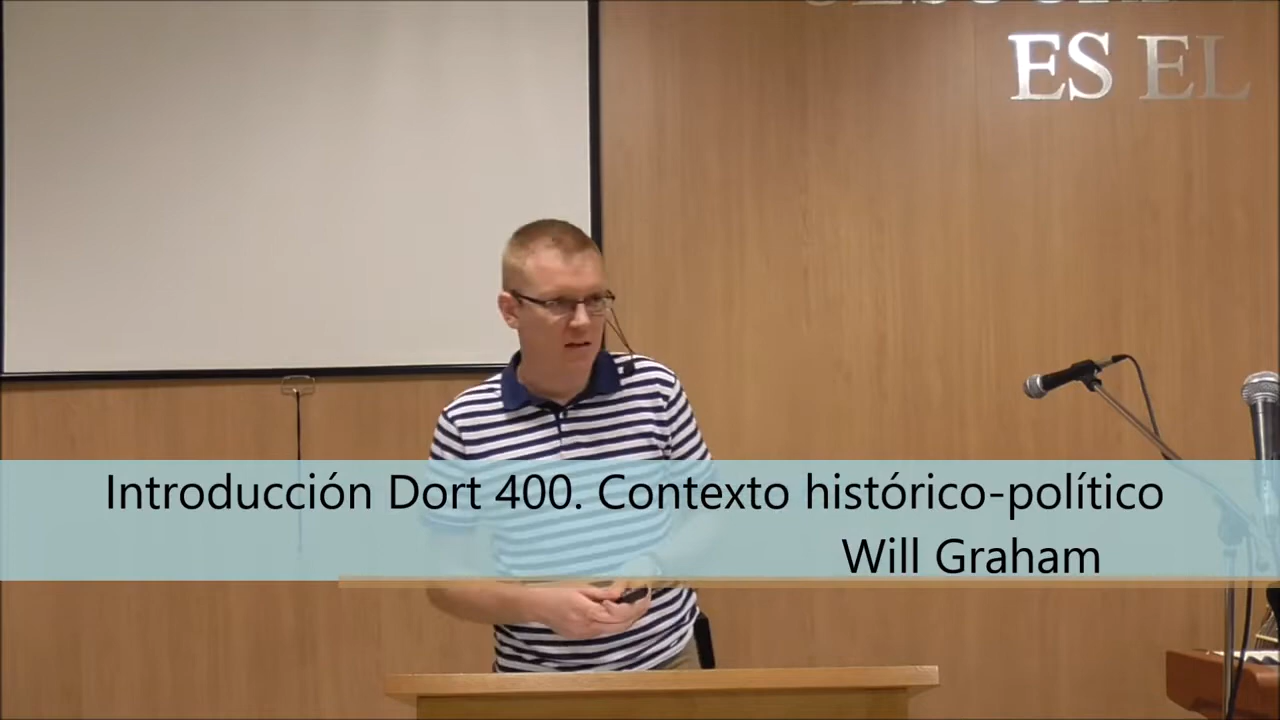 ES EL
Introducción Dort 400. Contexto histórico-político
Will Graham